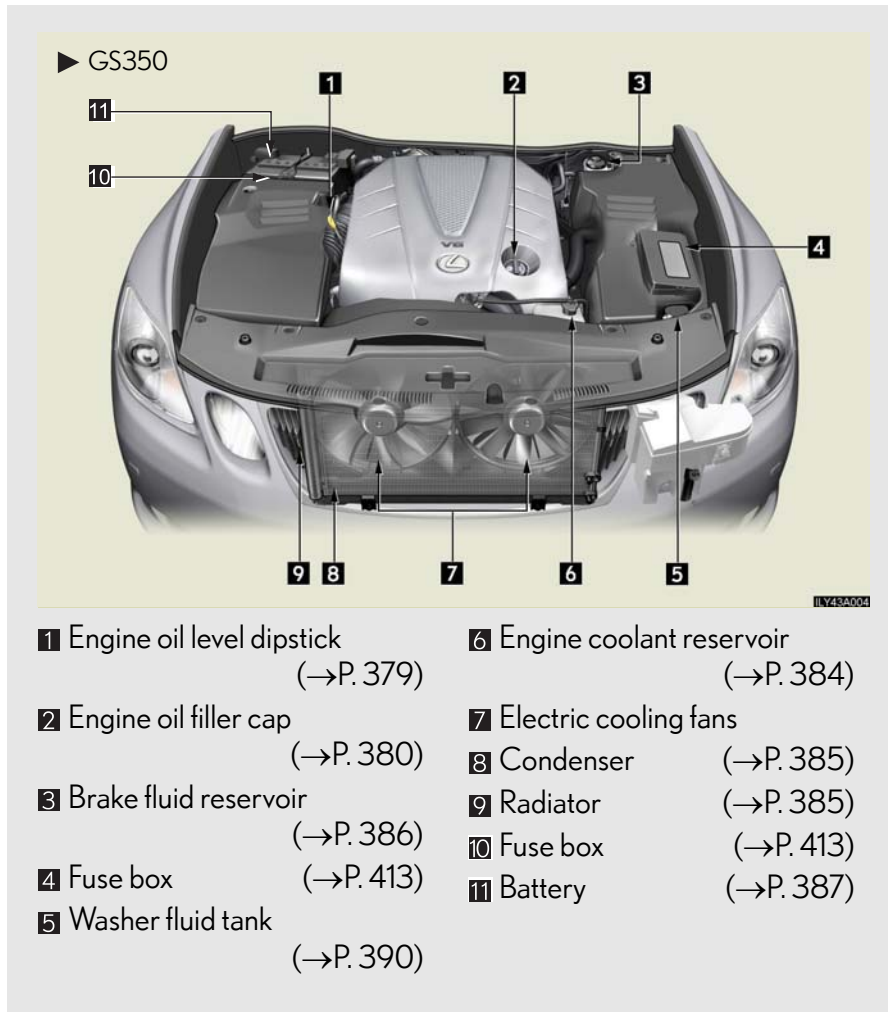 ▶ GS350
1
2
3
11
10
4
V6
9
8
7
6
5
ILY43A004
1 Engine oil level dipstick
(→P. 379)
2 Engine oil filler cap
(→P. 380)
3 Brake fluid reservoir
(→P. 386)
4 Fuse box (→P. 413)
5 Washer fluid tank
(→P. 390)
6 Engine coolant reservoir
(→P. 384)
7 Electric cooling fans
8 Condenser (→P. 385)
9 Radiator (→P. 385)
10 Fuse box (→P. 413)
11 Battery (→P. 387)